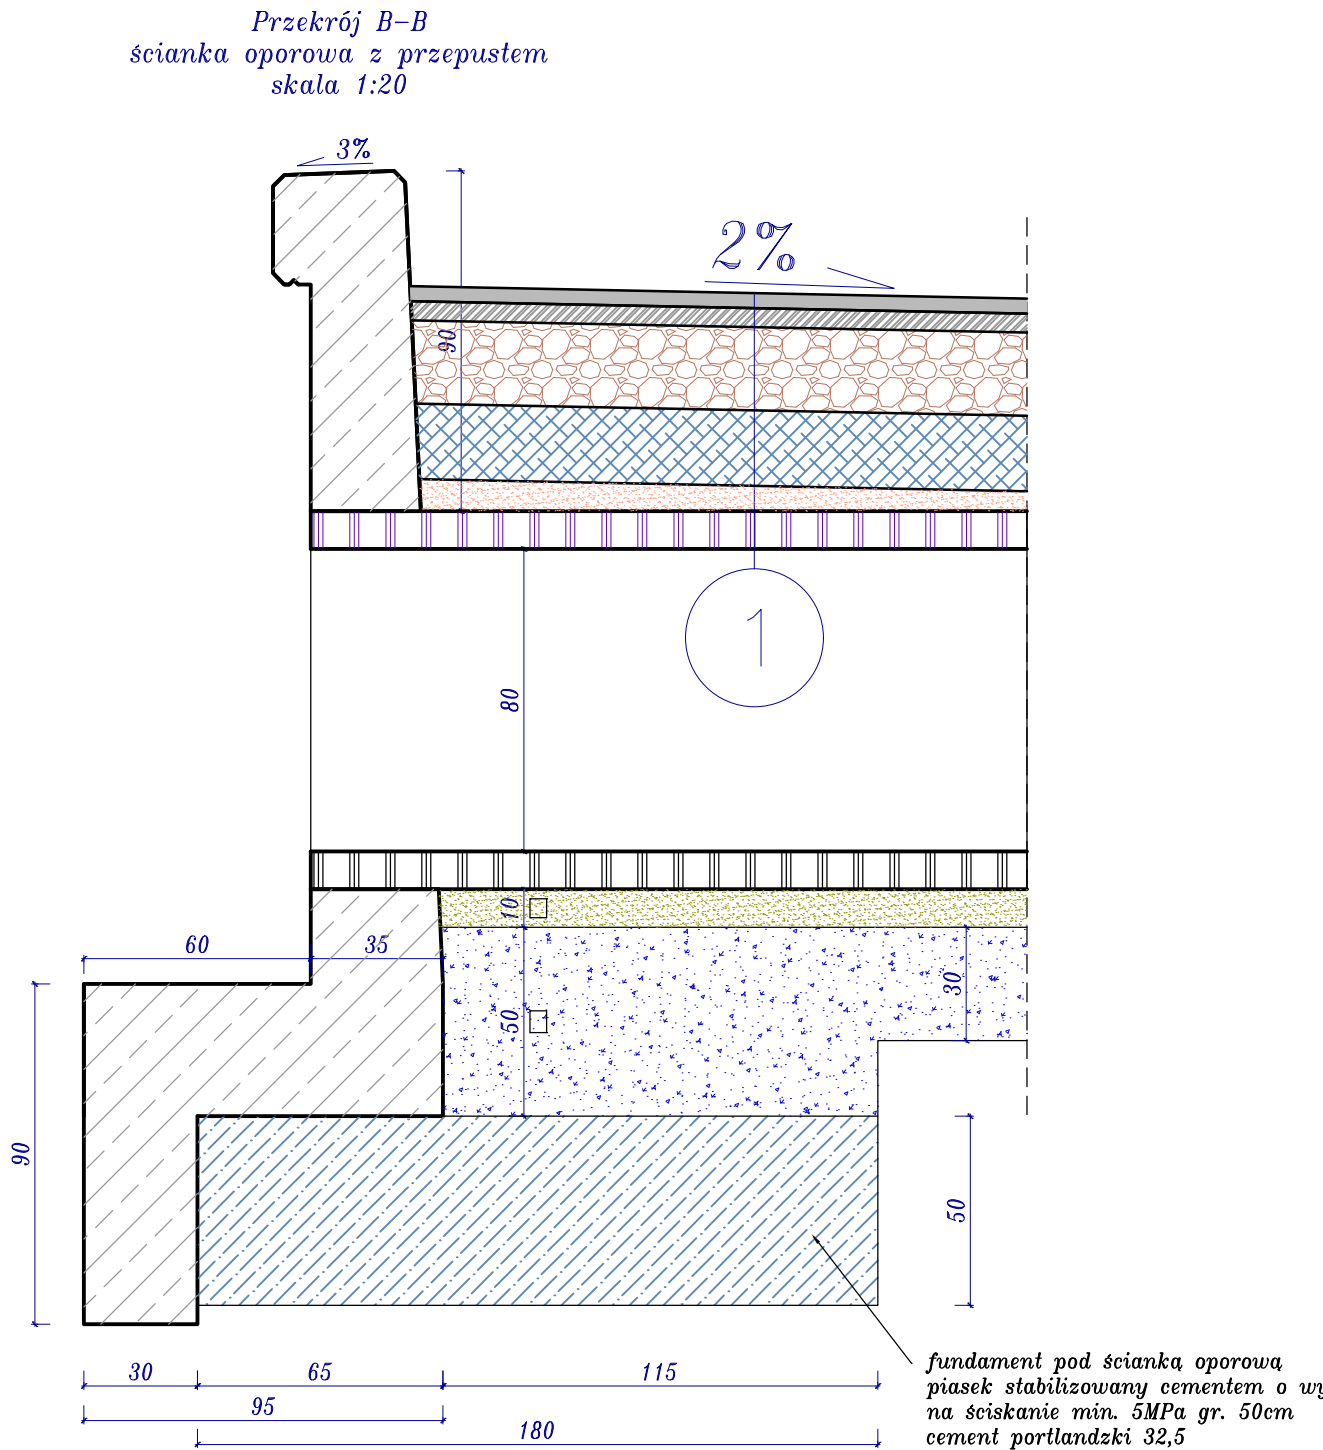 Przekrój B-B
ścianka oporowa z przepustem
skala 1:20
3%
2%
90
1
80
10
60
35
30
50
90
50
30
65
115
95
180
fundament pod ścianką oporową
piasek stabilizowany cementem o wy
na ściskanie min. 5MPa gr. 50cm
cement portlandzki 32,5